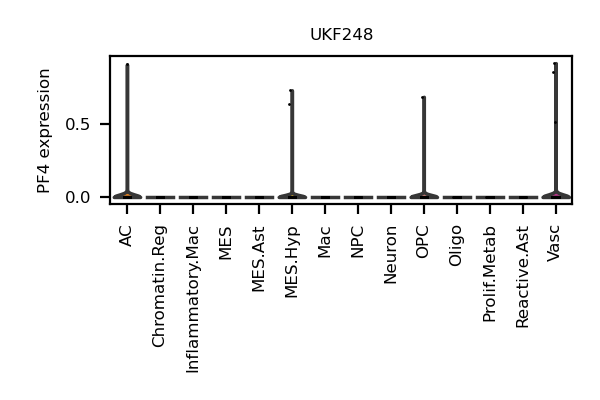 UKF248
PF4 expression
0.5
0.0
AC
Chromatin.Reg
Inflammatory.Mac
MES
MES.Ast
MES.Hyp
Mac
NPC
Neuron
OPC
Oligo
Prolif.Metab
Reactive.Ast
Vasc